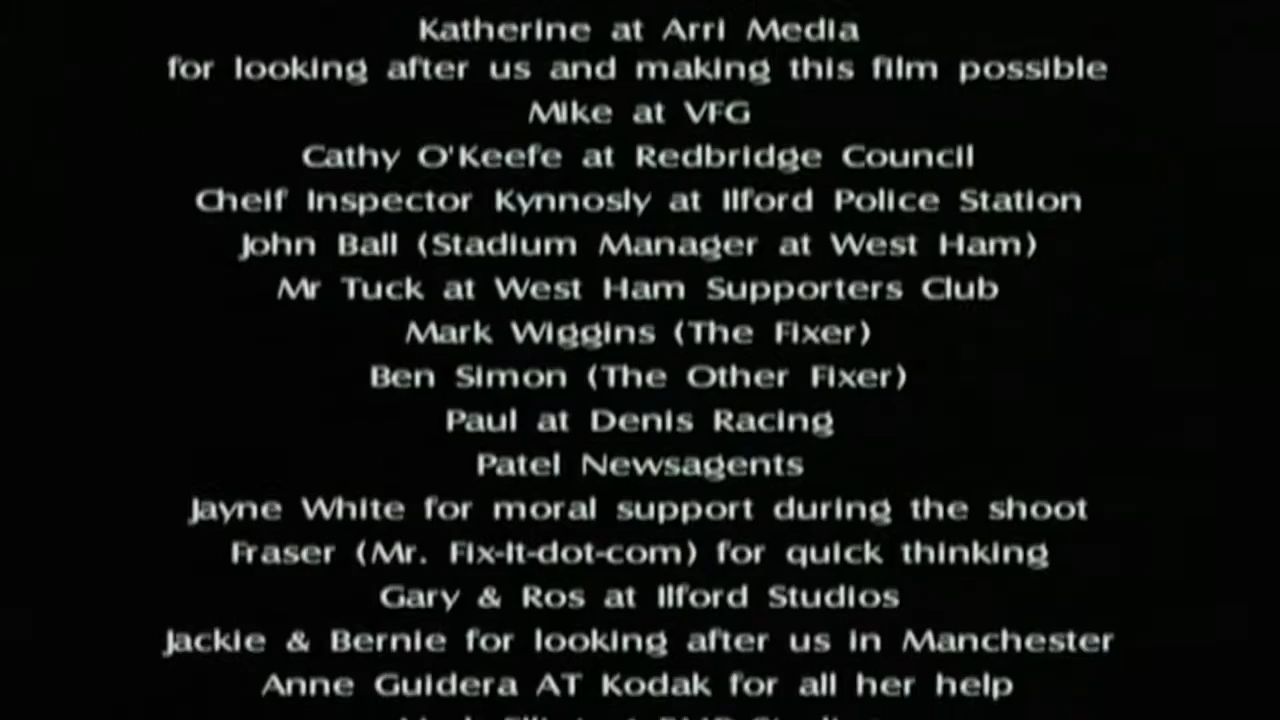 Katherine at Arri Media
for looking after us and making this film possible
Mike at VFG
Cathy O'Keefe at Redbridge Council
Cheif Inspector Kynnosly at Ilford Police Station
John Ball (Stadium Manager at West Ham)
Mr Tuck at West Ham Supporters Club
Mark Wiggins (The Fixer)
Ben Simon (The Other Fixer)
Paul at Denis Racing
Patel Newsagents
Jayne White for moral support during the shoot
Fraser (Mr. Fix-It-dot-com) for quick thinking
Gary & Ros at Ilford Studios
Jackie & Bernie for looking after us in Manchester
Anne Guidera AT Kodak for all her help